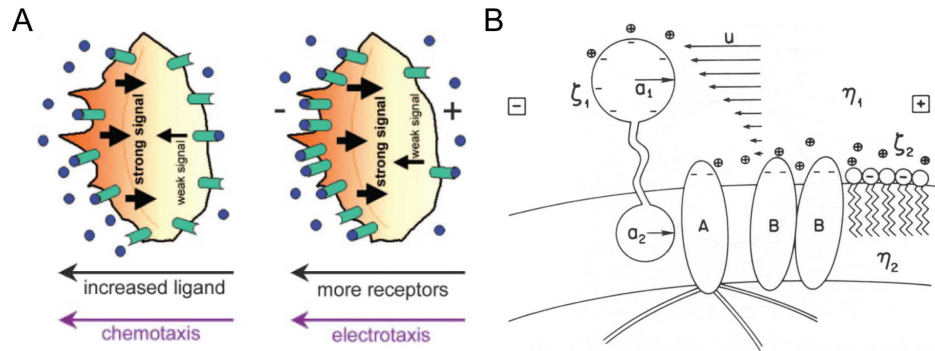 A
strong signal
weak signal
increased ligand
chemotaxis
-
+
strong signal
weak signal
more receptors
electrotaxis
B
u
ζ₁
a₁
η₁
-
+
ζ₂
a₂
A
B
B
η₂